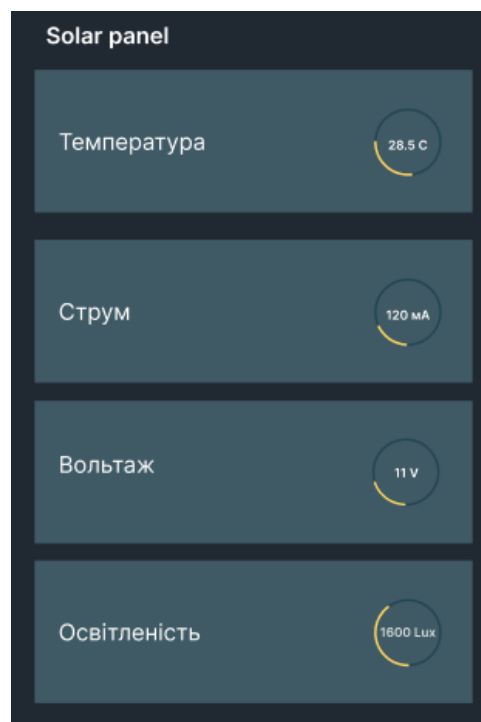 Solar panel
Температура
28.5 C
Струм
120 мА
Вольтаж
11 V
Освітленість
1600 Lux